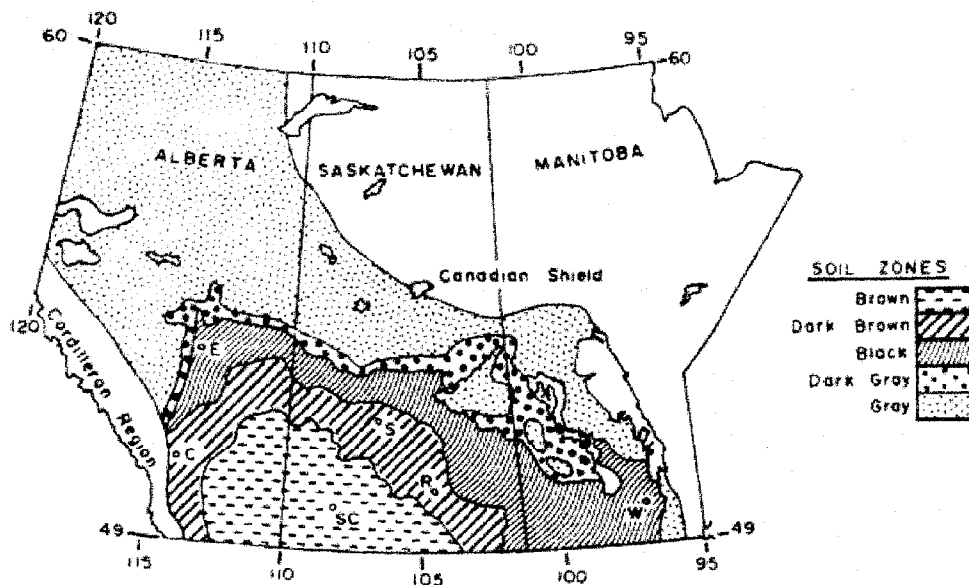 120
60
115
110
105
100
95
60
ALBERTA
SASKATCHEWAN
MANITOBA
Canadian Shield
SOIL ZONES
Brown
Dark Brown
Black
Dark Gray
Gray
120
Cordilleran Region
E
S
C
R
SC
W
49
49
115
110
105
100
95